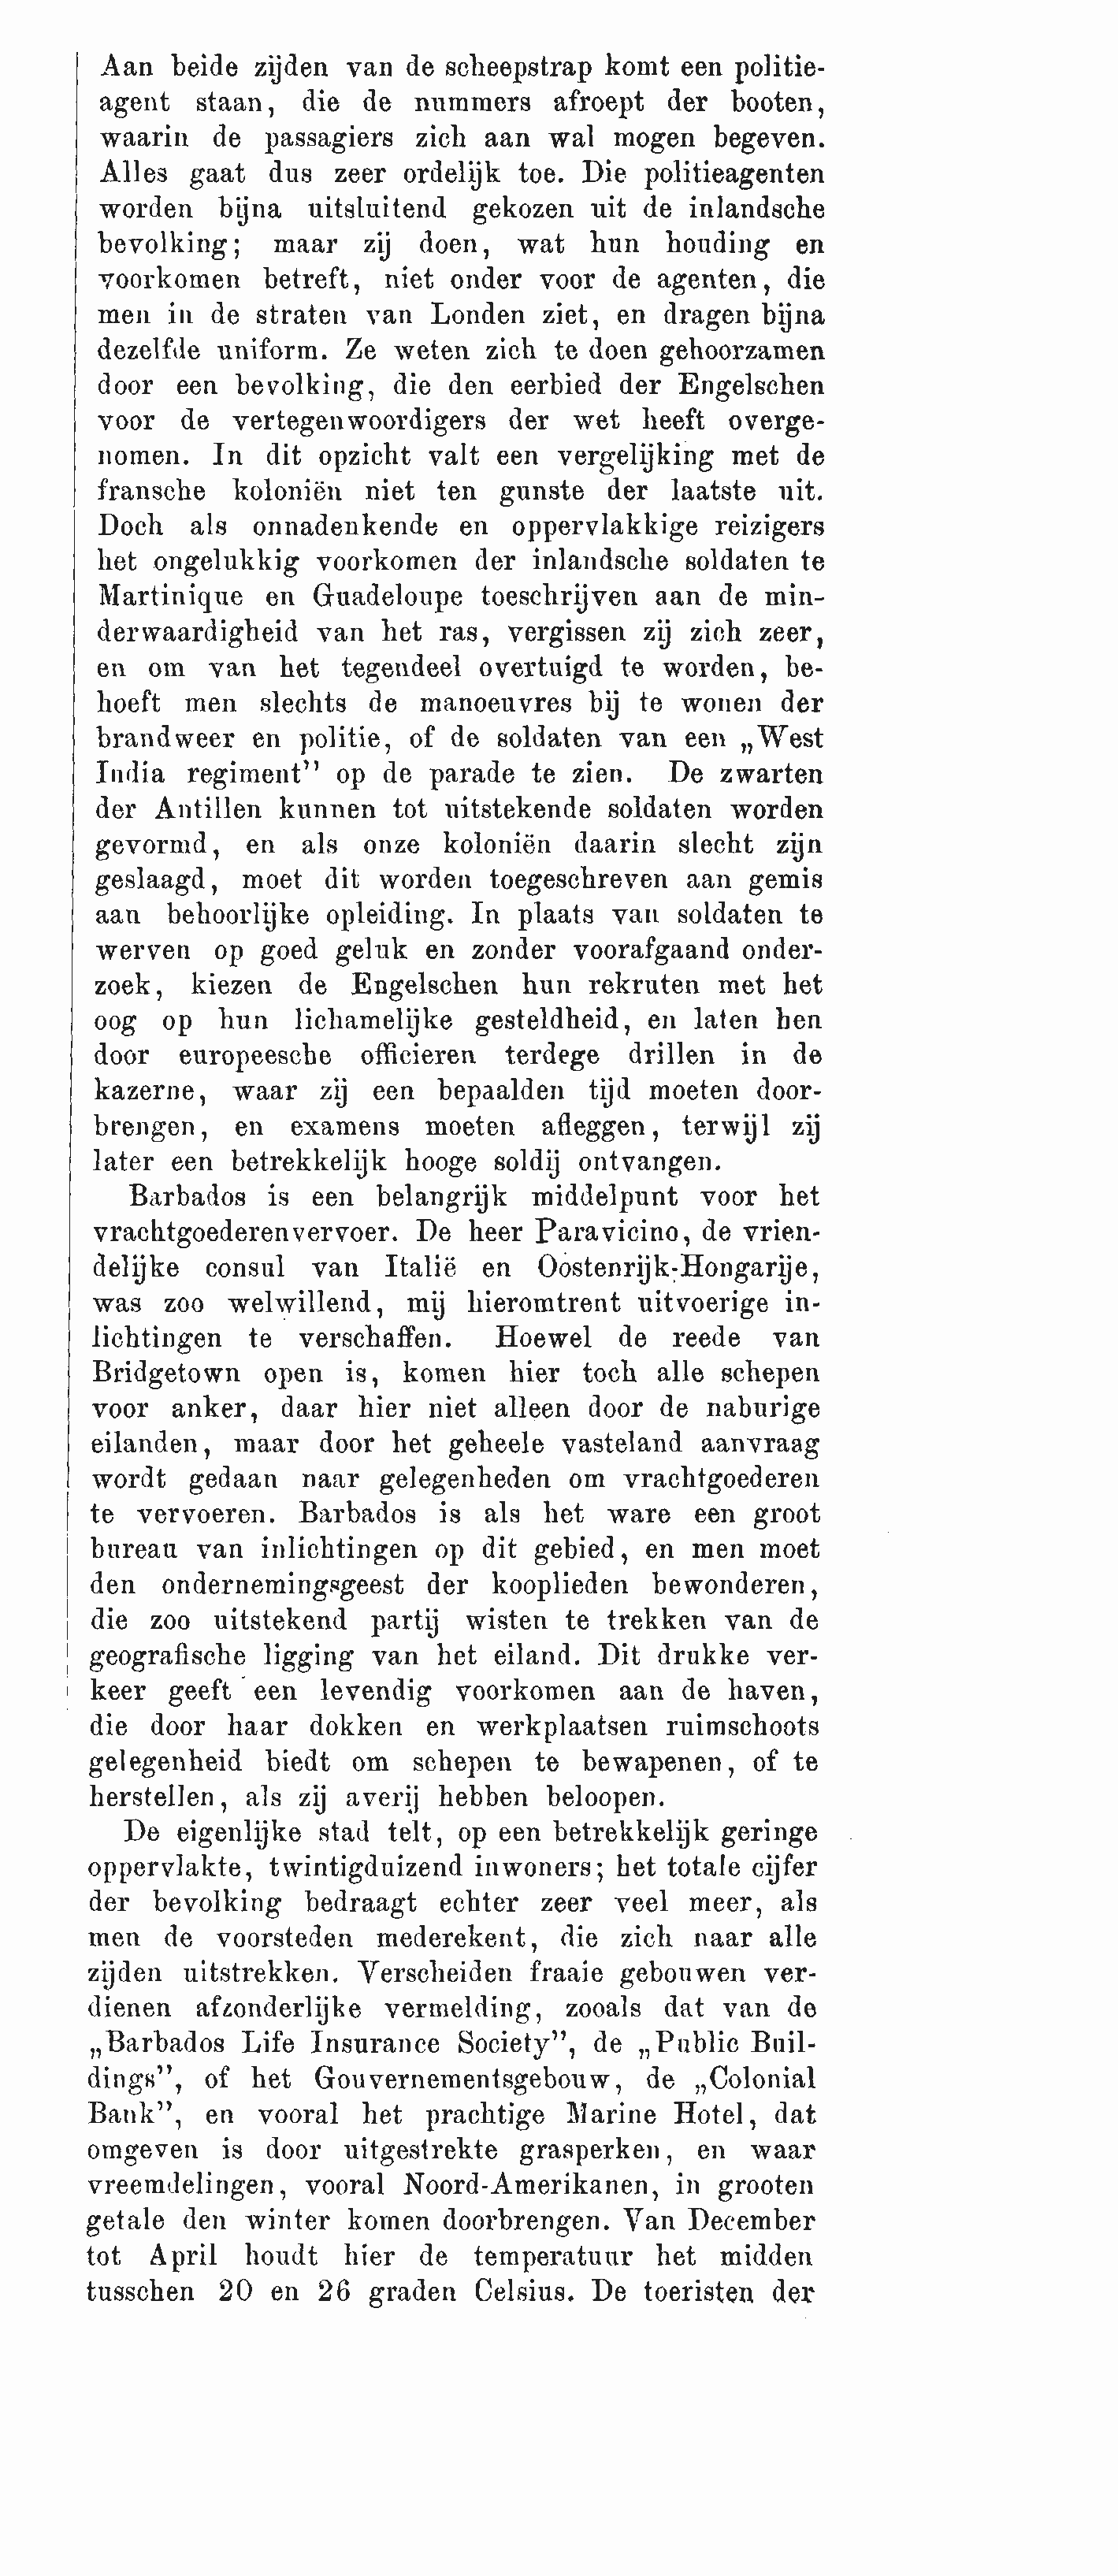 Aan beide zijden van de scheepstrap komt een politie-
agent staan, die de nummers afroept der booten,
waarin de passagiers zich aan wal mogen begeven.
Alles gaat dus zeer ordelijk toe. Die politieagenten
worden bijna uitsluitend gekozen uit de inlandsche
bevolking; maar zij doen, wat hun houding en
voorkomen betreft, niet onder voor de agenten, die
men in de straten van Londen ziet, en dragen bijna
dezelfde uniform. Ze weten zich te doen gehoorzamen
door een bevolking, die den eerbied der Engelschen
voor de vertegenwoordigers der wet heeft overge-
nomen. In dit opzicht valt een vergelijking met de
fransche koloniën niet ten gunste der laatste uit.
Doch als onnadenkende en oppervlakkige reizigers
het ongelukkig voorkomen der inlandsche soldaten te
Martinique en Guadeloupe toeschrijven aan de min-
derwaardigheid van het ras, vergissen zij zich zeer,
en om van het tegendeel overtuigd te worden, be-
hoeft men slechts de manoeuvres bij te wonen der
brandweer en politie, of de soldaten van een „West
India regiment” op de parade te zien. De zwarten
der Antillen kunnen tot uitstekende soldaten worden
gevormd, en als onze koloniën daarin slecht zijn
geslaagd, moet dit worden toegeschreven aan gemis
aan behoorlijke opleiding. In plaats van soldaten te
werven op goed geluk en zonder voorafgaand onder-
zoek, kiezen de Engelschen hun rekruten met het
oog op hun lichamelijke gesteldheid, en laten hen
door europeesche officieren terdege drillen in de
kazerne, waar zij een bepaalden tijd moeten door-
brengen, en examens moeten afleggen, terwijl zij
later een betrekkelijk hooge soldij ontvangen.
Barbados is een belangrijk middelpunt voor het
vrachtgoederenvervoer. De heer Paravicino, de vrien-
delijke consul van Italië en Oostenrijk-Hongarije,
was zoo welwillend, mij hieromtrent uitvoerige in-
lichtingen te verschaffen. Hoewel de reede van
Bridgetown open is, komen hier toch alle schepen
voor anker, daar hier niet alleen door de naburige
eilanden, maar door het geheele vasteland aanvraag
wordt gedaan naar gelegenheden om vrachtgoederen
te vervoeren. Barbados is als het ware een groot
bureau van inlichtingen op dit gebied, en men moet
den ondernemingsgeest der kooplieden bewonderen,
die zoo uitstekend partij wisten te trekken van de
geografische ligging van het eiland. Dit drukke ver-
keer geeft een levendig voorkomen aan de haven,
die door haar dokken en werkplaatsen ruimschoots
gelegenheid biedt om schepen te bewapenen, of te
herstellen, als zij averij hebben beloopen.
De eigenlijke stad telt, op een betrekkelijk geringe
oppervlakte, twintigduizend inwoners; het totale cijfer
der bevolking bedraagt echter zeer veel meer, als
men de voorsteden mederekent, die zich naar alle
zijden uitstrekken. Verscheiden fraaie gebouwen ver-
dienen afzonderlijke vermelding, zooals dat van de
„Barbados Life Insurance Society”, de „Public Buil-
dings”, of het Gouvernementsgebouw, de „Colonial
Bank”, en vooral het prachtige Marine Hotel, dat
omgeven is door uitgestrekte grasperken, en waar
vreemdelingen, vooral Noord-Amerikanen, in grooten
getale den winter komen doorbrengen. Van December
tot April houdt hier de temperatuur het midden
tusschen 20 en 26 graden Celsius. De toeristen der